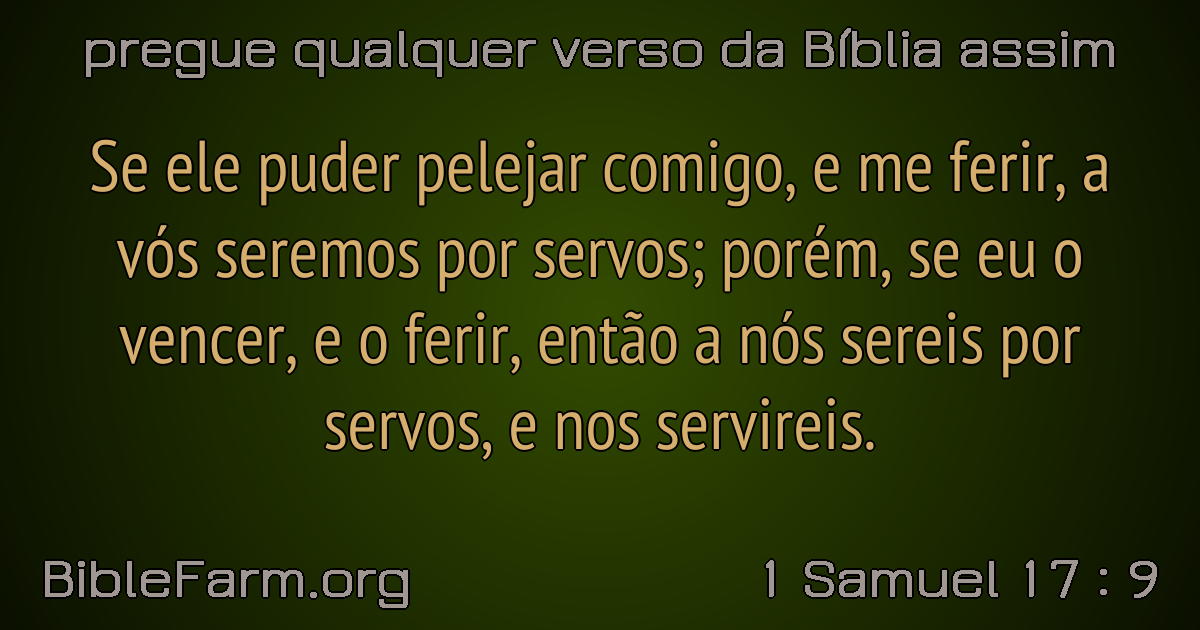 pregue qualquer verso da Bíblia assim
Se ele puder pelejar comigo, e me ferir, a
vós seremos por servos; porém, se eu o
vencer, e o ferir, então a nós sereis por
servos, e nos servireis.
BibleFarm.org
1 Samuel 17 : 9